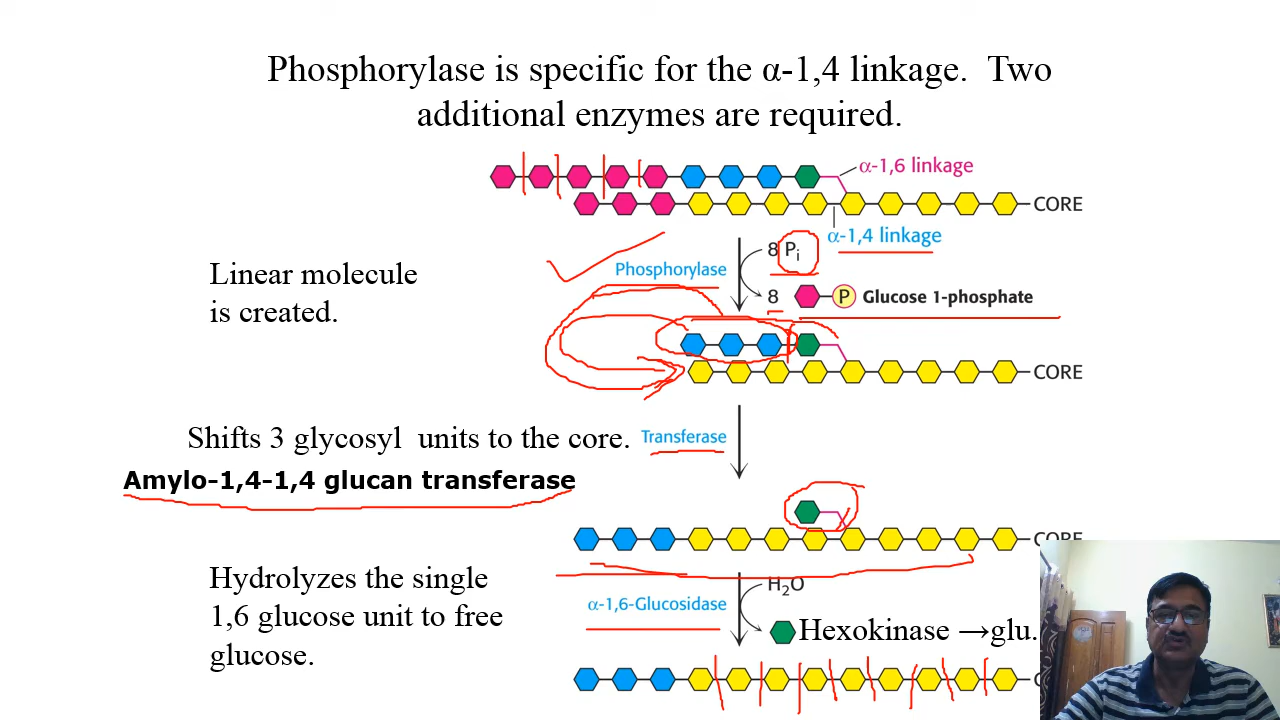 Phosphorylase is specific for the α-1,4 linkage. Two
additional enzymes are required.
α-1,6 linkage
CORE
α-1,4 linkage
8 Pi
Linear molecule
is created.
Phosphorylase
8 P Glucose 1-phosphate
CORE
Shifts 3 glycosyl units to the core.
Transferase
Amylo-1,4-1,4 glucan transferase
CORE
Hydrolyzes the single
1,6 glucose unit to free
glucose.
H2O
α-1,6-Glucosidase
Hexokinase →glu.